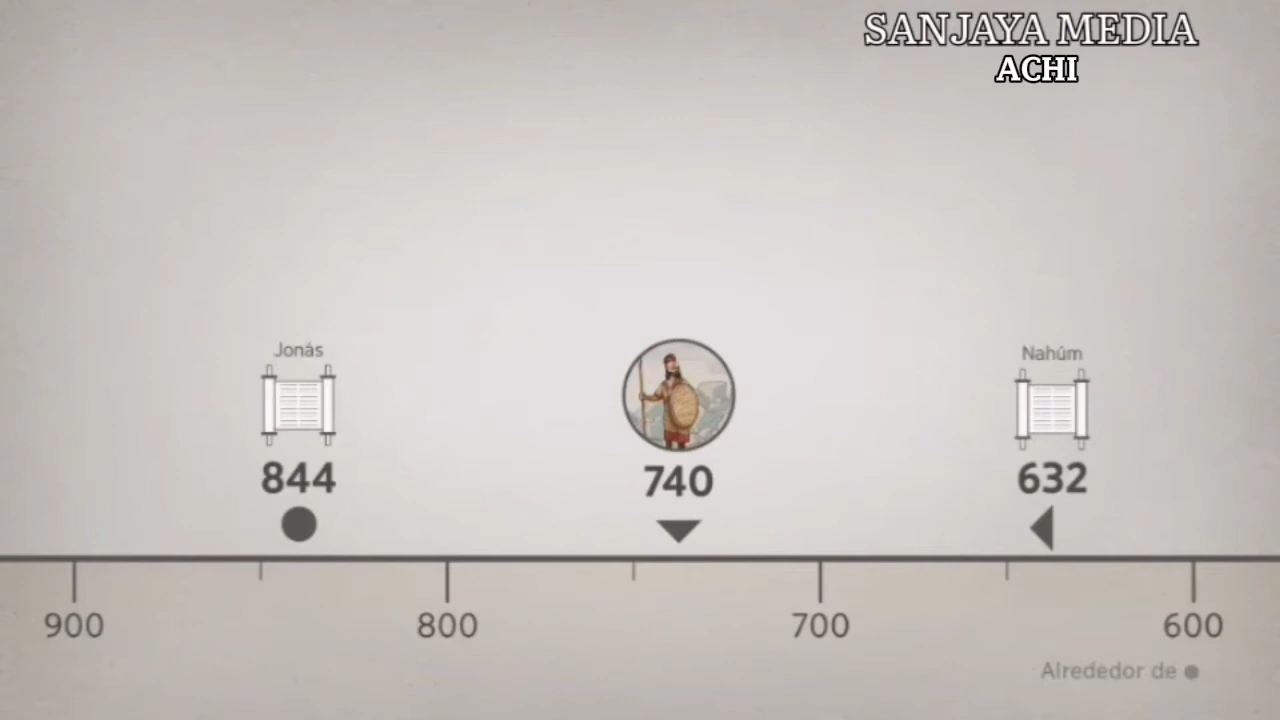 SANJAYA MEDIA
ACHI
Jonás
Nahúm
844
740
632
900
800
700
600
Alrededor de